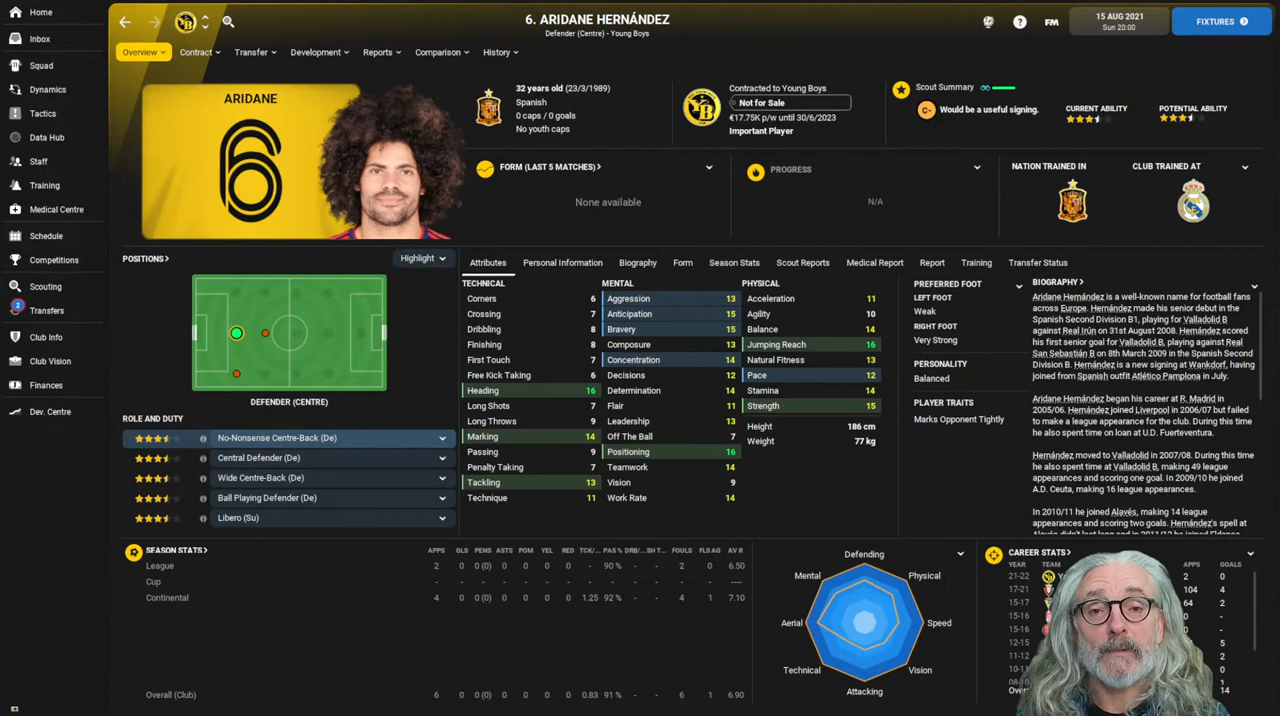 Home
Inbox
Squad
Dynamics
Tactics
Data Hub
Staff
Training
Medical Centre
Schedule
Competitions
Scouting
2
Transfers
Club Info
Club Vision
Finances
Dev. Centre
6. ARIDANE HERNÁNDEZ
Defender (Centre) - Young Boys
FM
15 AUG 2021
Sun 20:00
FIXTURES
Overview
Contract
Transfer
Development
Reports
Comparison
History
ARIDANE
6
32 years old (23/3/1989)
Spanish
0 caps / 0 goals
No youth caps
Contracted to Young Boys
Not for Sale
€17.75K p/w until 30/6/2023
Important Player
Scout Summary
C- Would be a useful signing.
CURRENT ABILITY
POTENTIAL ABILITY
FORM (LAST 5 MATCHES)
None available
PROGRESS
N/A
NATION TRAINED IN
CLUB TRAINED AT
POSITIONS
Highlight
DEFENDER (CENTRE)
ROLE AND DUTY
No-Nonsense Centre-Back (De)
Central Defender (De)
Wide Centre-Back (De)
Ball Playing Defender (De)
Libero (Su)
Attributes Personal Information Biography Form Season Stats Scout Reports Medical Report Report Training Transfer Status
TECHNICAL
Corners 6
Crossing 7
Dribbling 8
Finishing 8
First Touch 7
Free Kick Taking 6
Heading 16
Long Shots 7
Long Throws 9
Marking 14
Passing 9
Penalty Taking 7
Tackling 13
Technique 11
MENTAL
Aggression 13
Anticipation 15
Bravery 15
Composure 13
Concentration 14
Decisions 12
Determination 14
Flair 11
Leadership 13
Off The Ball 7
Positioning 16
Teamwork 14
Vision 9
Work Rate 14
PHYSICAL
Acceleration 11
Agility 10
Balance 14
Jumping Reach 16
Natural Fitness 13
Pace 12
Stamina 14
Strength 15
Height 186 cm
Weight 77 kg
PREFERRED FOOT
LEFT FOOT
Weak
RIGHT FOOT
Very Strong
PERSONALITY
Balanced
PLAYER TRAITS
Marks Opponent Tightly
BIOGRAPHY
Aridane Hernández is a well-known name for football fans
across Europe. Hernández made his senior debut in the
Spanish Second Division B1, playing for Valladolid B
against Real Irún on 31st August 2008. Hernández scored
his first senior goal for Valladolid B, playing against Real
San Sebastián B on 8th March 2009 in the Spanish Second
Division B. Hernández is a new signing at Wankdorf, having
joined from Spanish outfit Atlético Pamplona in July.
Aridane Hernández began his career at R. Madrid in
2005/06. Hernández joined Liverpool in 2006/07 but failed
to make a league appearance for the club. During this time
he also spent time on loan at U.D. Fuerteventura.
Hernández moved to Valladolid in 2007/08. During this time
he also spent time at Valladolid B, making 49 league
appearances and scoring one goal. In 2009/10 he joined
A.D. Ceuta, making 16 league appearances.
In 2010/11 he joined Alavés, making 14 league
appearances and scoring two goals. Hernández's spell at
SEASON STATS
APPS GLS PENS ASTS POM YEL RED TCK/... PAS % DRB/... SH T... FOULS FLS AG AV R
League 2 0 0 (0) 0 0 0 0 - 90 % - - 2 0 6.50
Cup - - - - - - - - - - - - - ----
Continental 4 0 0 (0) 0 0 0 0 1.25 92 % - - 4 1 7.10
Overall (Club) 6 0 0 (0) 0 0 0 0 0.83 91 % - - 6 1 6.90
Defending
Physical
Speed
Vision
Attacking
Technical
Aerial
Mental
CAREER STATS
YEAR TEAM APPS GOALS
21-22 2 0
17-21 104 4
15-17 64 2
15-16 - 0
15-16 -
12-15 5
11-12 2
10-11 0
14